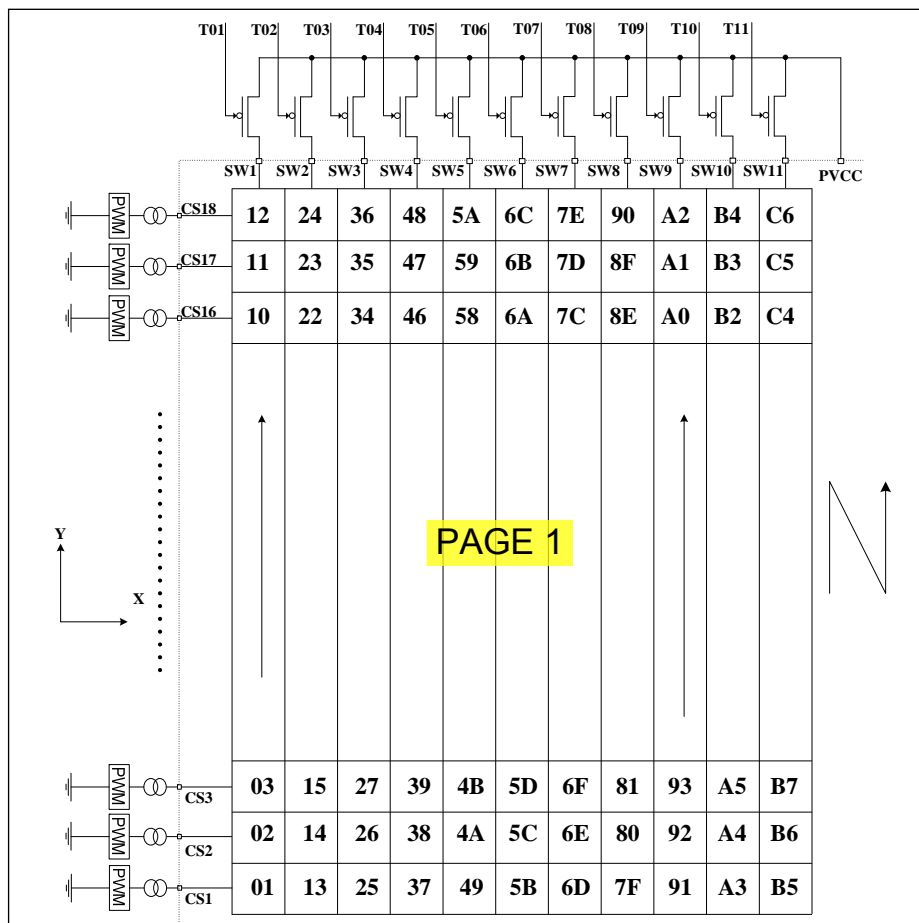 T01 T02 T03 T04 T05 T06 T07 T08 T09 T10 T11
SW1 SW2 SW3 SW4 SW5 SW6 SW7 SW8 SW9 SW10 SW11 PVCC
PWM CS18 12 24 36 48 5A 6C 7E 90 A2 B4 C6
PWM CS17 11 23 35 47 59 6B 7D 8F A1 B3 C5
PWM CS16 10 22 34 46 58 6A 7C 8E A0 B2 C4
PAGE 1
Y
X
PWM CS3 03 15 27 39 4B 5D 6F 81 93 A5 B7
PWM CS2 02 14 26 38 4A 5C 6E 80 92 A4 B6
PWM CS1 01 13 25 37 49 5B 6D 7F 91 A3 B5